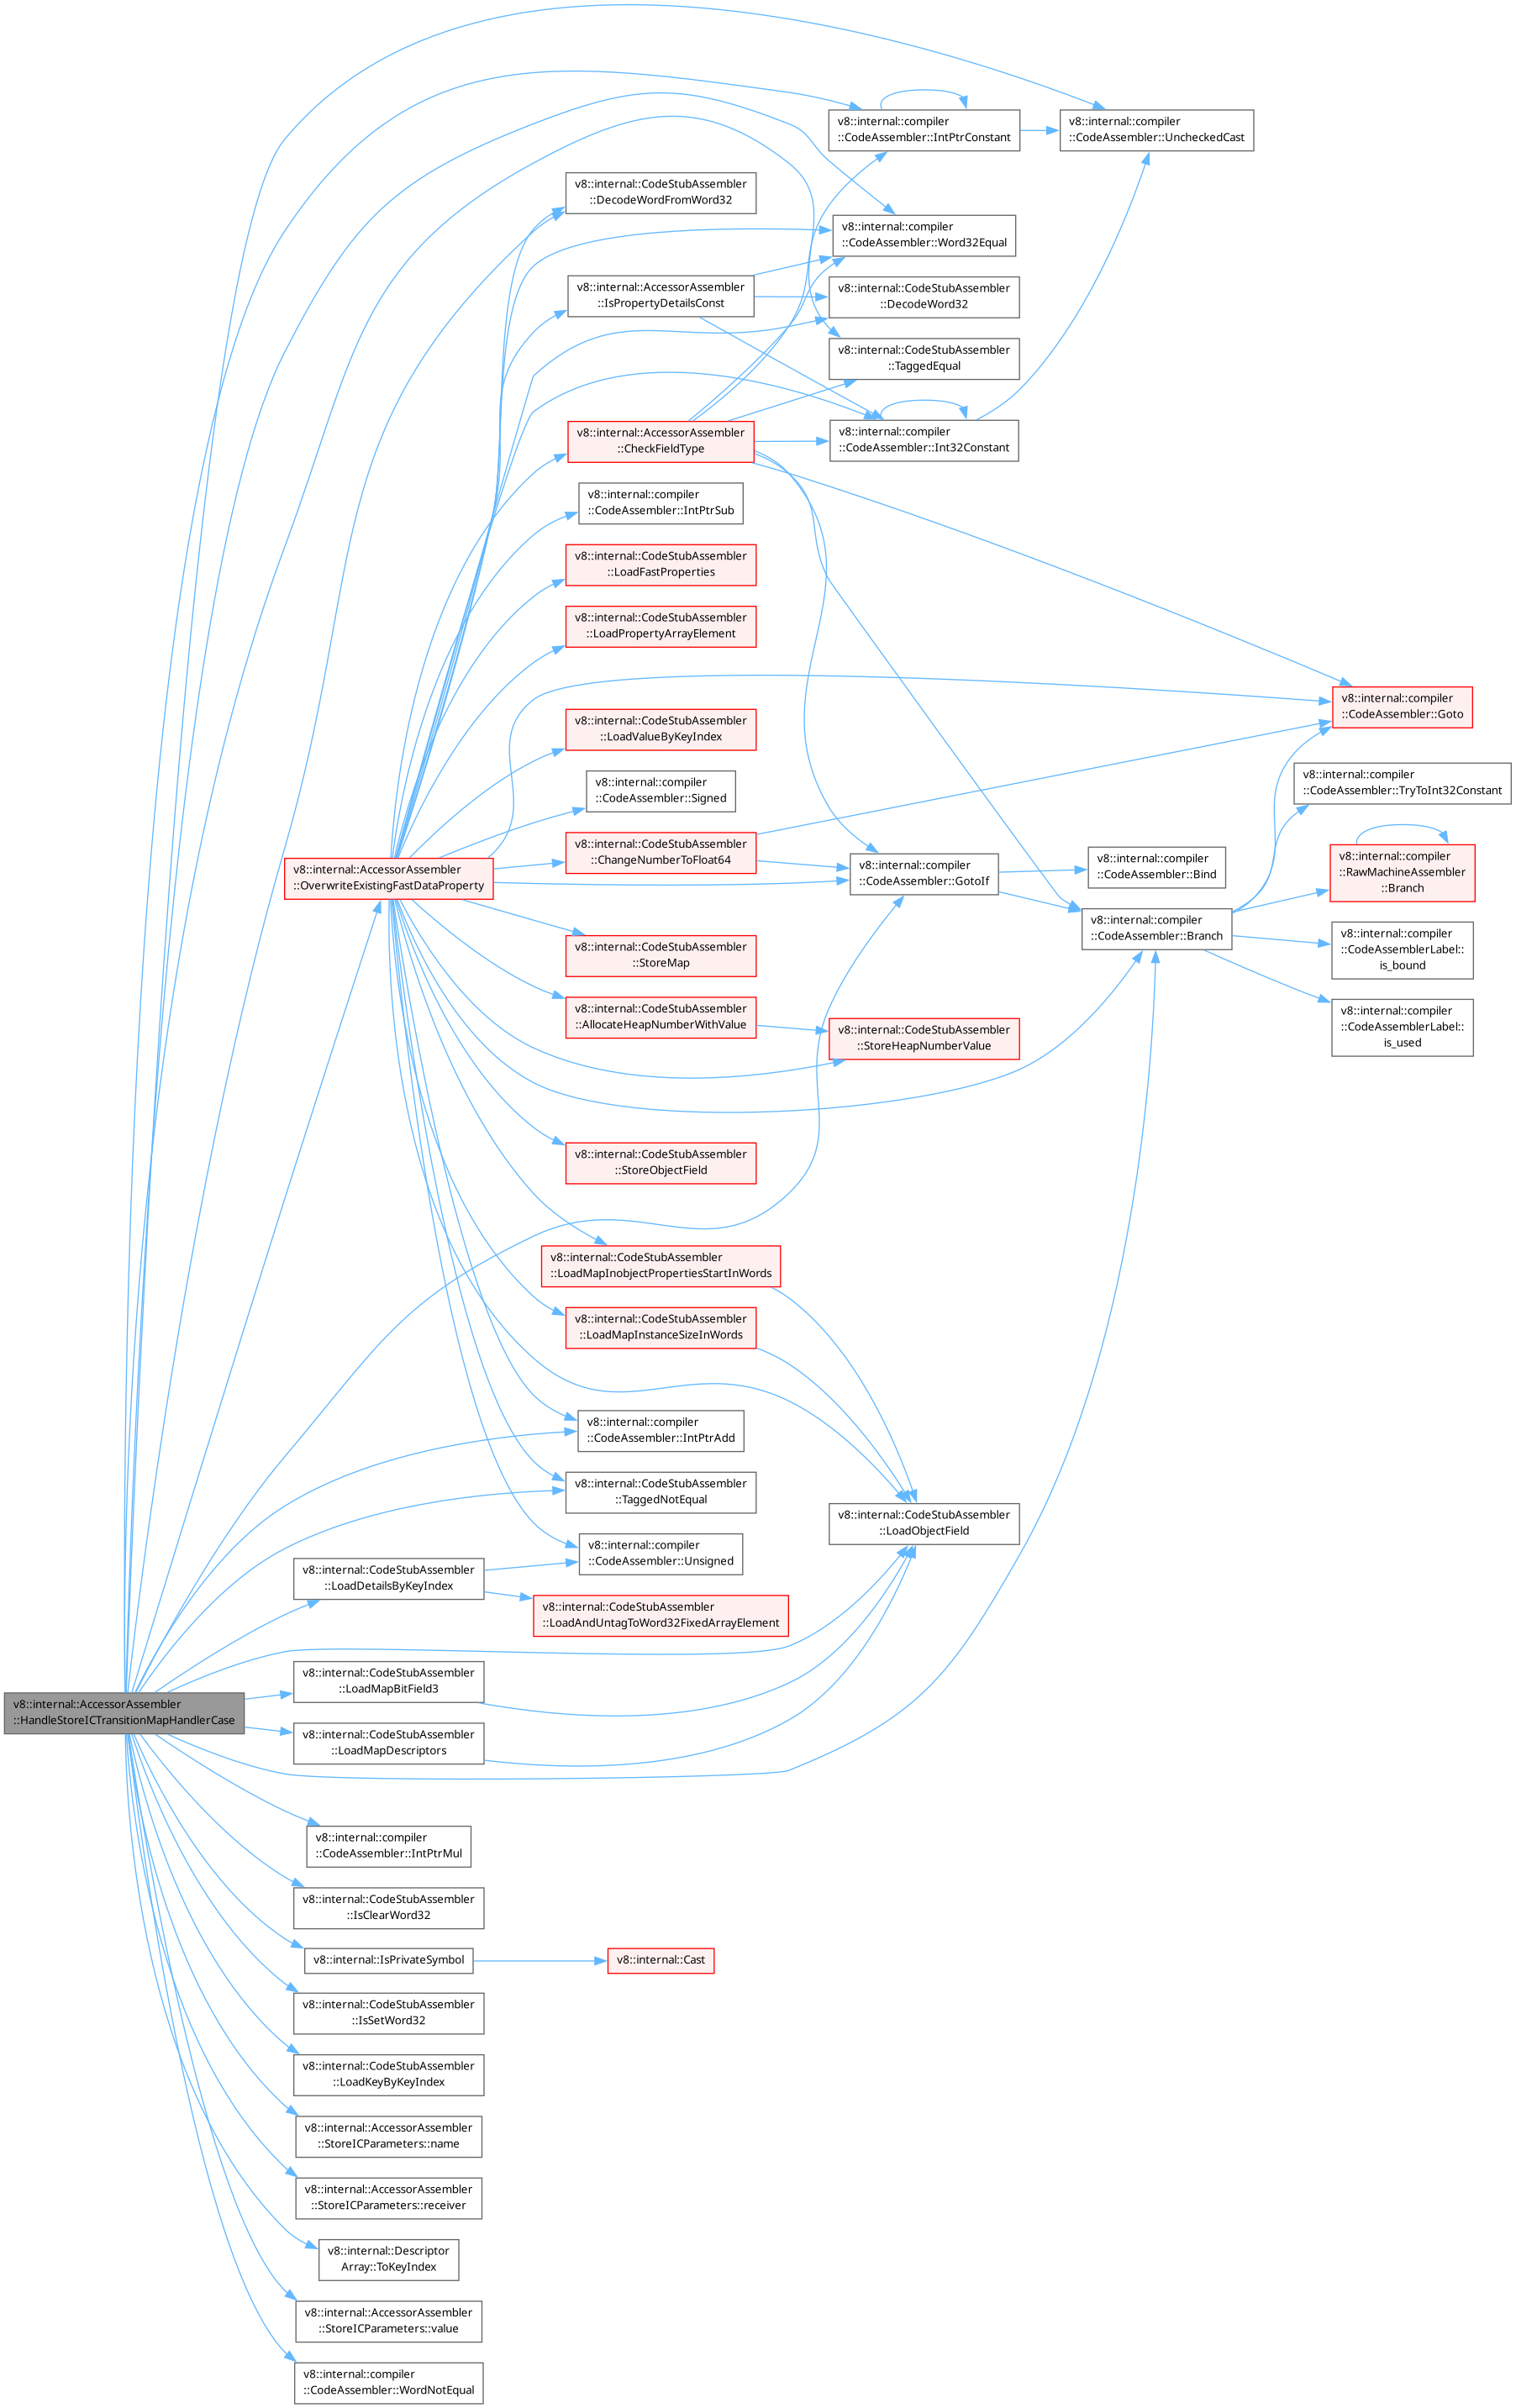 v8::internal::compiler
::CodeAssembler::IntPtrConstant
v8::internal::compiler
::CodeAssembler::UncheckedCast
v8::internal::CodeStubAssembler
::DecodeWordFromWord32
v8::internal::compiler
::CodeAssembler::Word32Equal
v8::internal::AccessorAssembler
::IsPropertyDetailsConst
v8::internal::CodeStubAssembler
::DecodeWord32
v8::internal::CodeStubAssembler
::TaggedEqual
v8::internal::AccessorAssembler
::CheckFieldType
v8::internal::compiler
::CodeAssembler::Int32Constant
v8::internal::compiler
::CodeAssembler::IntPtrSub
v8::internal::CodeStubAssembler
::LoadFastProperties
v8::internal::CodeStubAssembler
::LoadPropertyArrayElement
v8::internal::compiler
::CodeAssembler::Goto
v8::internal::CodeStubAssembler
::LoadValueByKeyIndex
v8::internal::compiler
::CodeAssembler::Signed
v8::internal::compiler
::CodeAssembler::TryToInt32Constant
v8::internal::AccessorAssembler
::OverwriteExistingFastDataProperty
v8::internal::CodeStubAssembler
::ChangeNumberToFloat64
v8::internal::compiler
::CodeAssembler::GotoIf
v8::internal::compiler
::CodeAssembler::Bind
v8::internal::compiler
::RawMachineAssembler
::Branch
v8::internal::compiler
::CodeAssembler::Branch
v8::internal::CodeStubAssembler
::StoreMap
v8::internal::compiler
::CodeAssemblerLabel::
is_bound
v8::internal::CodeStubAssembler
::AllocateHeapNumberWithValue
v8::internal::CodeStubAssembler
::StoreHeapNumberValue
v8::internal::compiler
::CodeAssemblerLabel::
is_used
v8::internal::CodeStubAssembler
::StoreObjectField
v8::internal::CodeStubAssembler
::LoadMapInobjectPropertiesStartInWords
v8::internal::CodeStubAssembler
::LoadMapInstanceSizeInWords
v8::internal::compiler
::CodeAssembler::IntPtrAdd
v8::internal::CodeStubAssembler
::TaggedNotEqual
v8::internal::CodeStubAssembler
::LoadObjectField
v8::internal::compiler
::CodeAssembler::Unsigned
v8::internal::CodeStubAssembler
::LoadDetailsByKeyIndex
v8::internal::CodeStubAssembler
::LoadAndUntagToWord32FixedArrayElement
v8::internal::CodeStubAssembler
::LoadMapBitField3
v8::internal::AccessorAssembler
::HandleStoreICTransitionMapHandlerCase
v8::internal::CodeStubAssembler
::LoadMapDescriptors
v8::internal::compiler
::CodeAssembler::IntPtrMul
v8::internal::CodeStubAssembler
::IsClearWord32
v8::internal::IsPrivateSymbol
v8::internal::Cast
v8::internal::CodeStubAssembler
::IsSetWord32
v8::internal::CodeStubAssembler
::LoadKeyByKeyIndex
v8::internal::AccessorAssembler
::StoreICParameters::name
v8::internal::AccessorAssembler
::StoreICParameters::receiver
v8::internal::Descriptor
Array::ToKeyIndex
v8::internal::AccessorAssembler
::StoreICParameters::value
v8::internal::compiler
::CodeAssembler::WordNotEqual